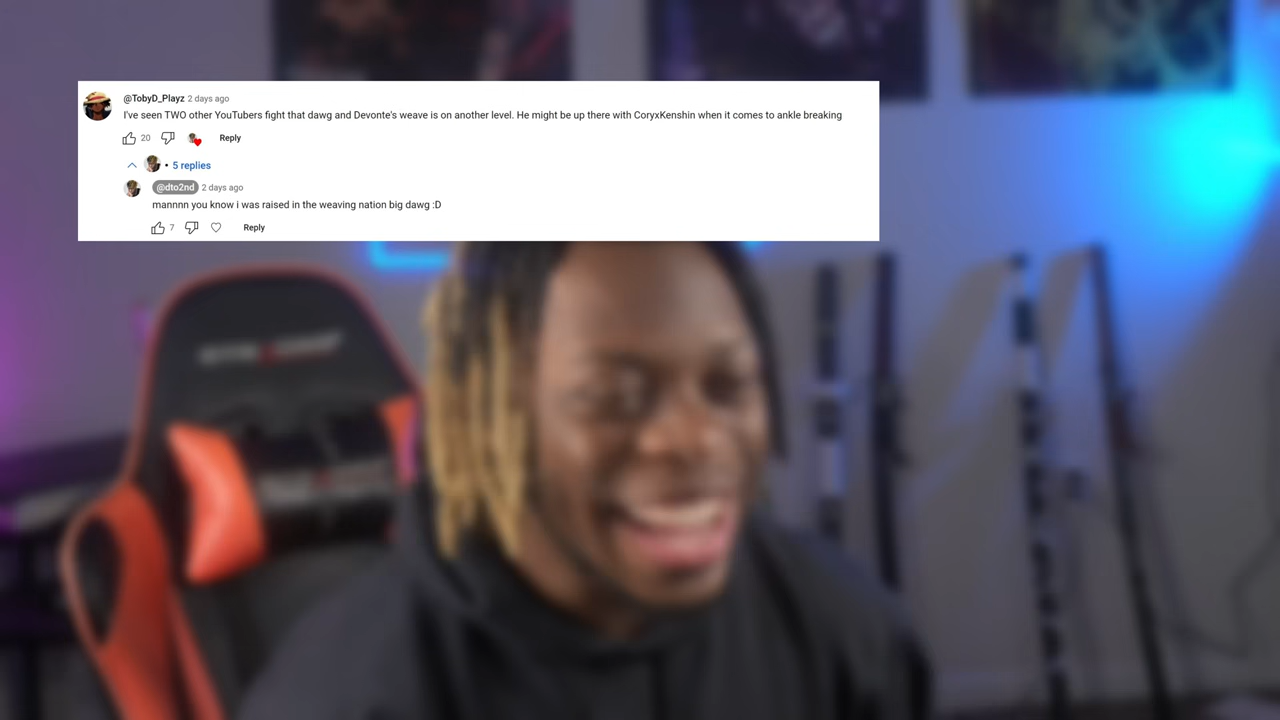 @TobyD_Playz 2 days ago
I've seen TWO other YouTubers fight that dawg and Devonte's weave is on another level. He might be up there with CoryxKenshin when it comes to ankle breaking
20 Reply
• 5 replies
@dto2nd 2 days ago
mannnn you know i was raised in the weaving nation big dawg :D
7 Reply